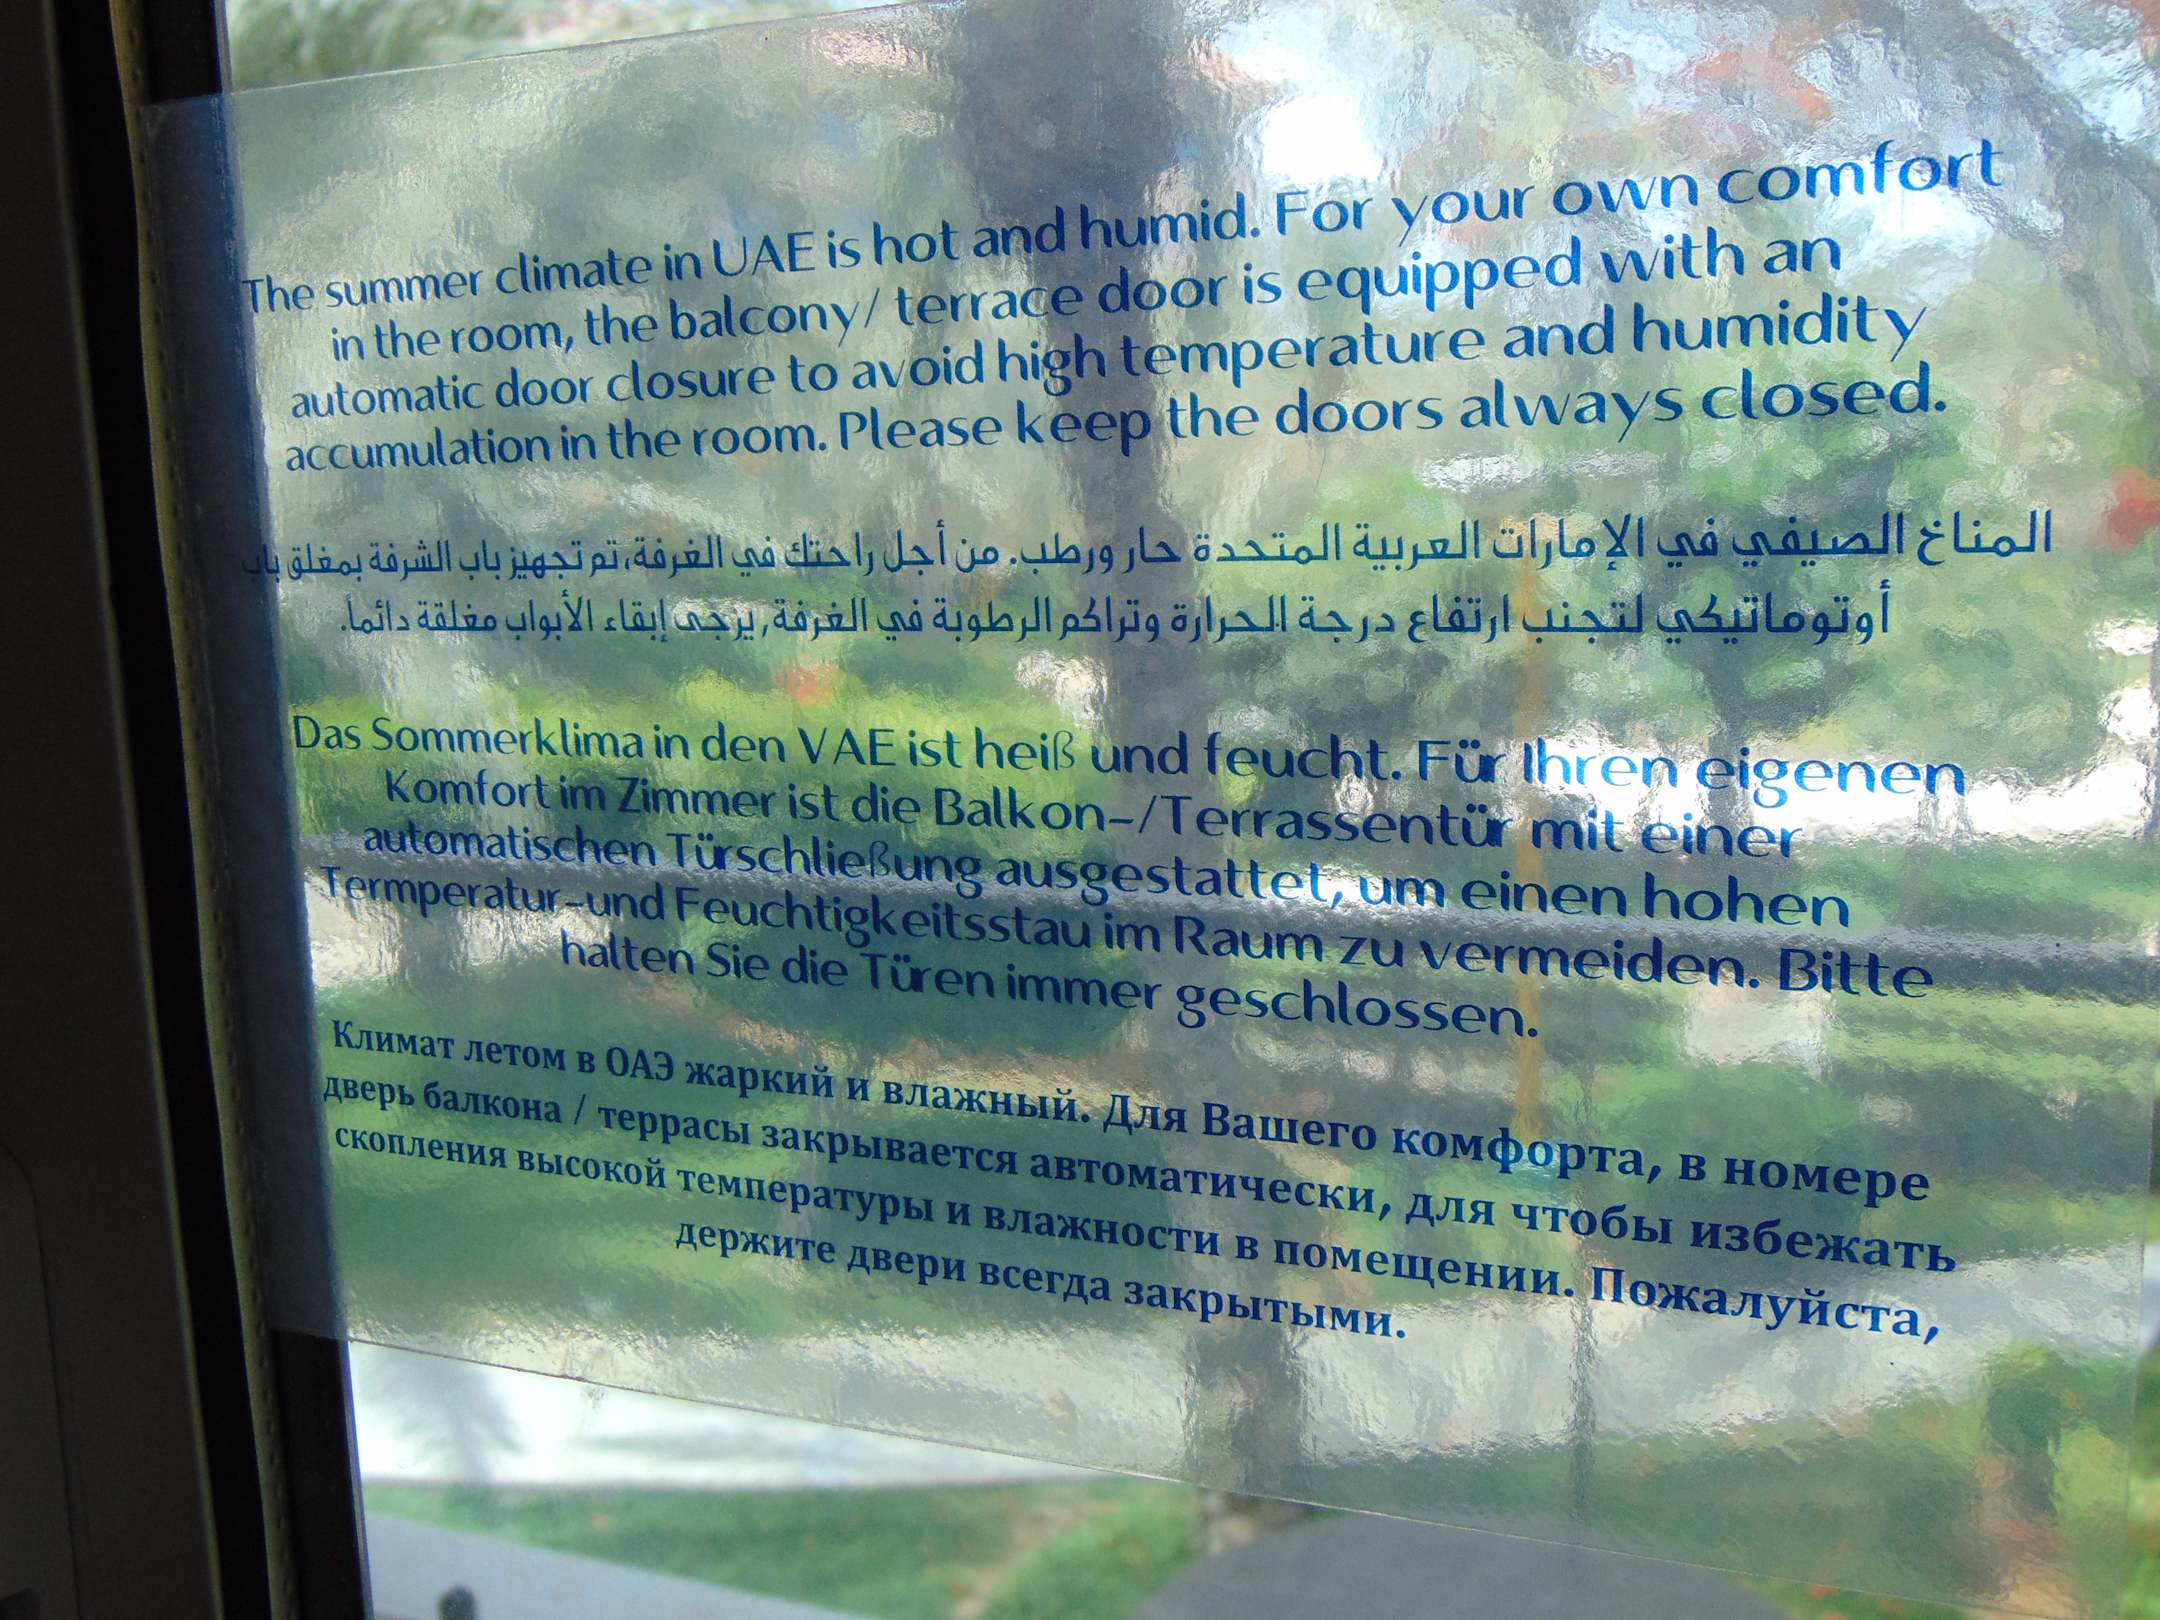 The summer climate in UAE is hot and humid. For your own comfort
in the room, the balcony/ terrace door is equipped with an
automatic door closure to avoid high temperature and humidity
accumulation in the room. Please keep the doors always closed.
المناخ الصيفي في الإمارات العربية المتحدة حار ورطب. من أجل راحتك في الغرفة، تم تجهيز باب الشرفة بمغلق باب
أوتوماتيكي لتجنب ارتفاع درجة الحرارة وتراكم الرطوبة في الغرفة, يرجى إبقاء الأبواب مغلقة دائما.
Das Sommerklima in den VAE ist heiß und feucht. Für Ihren eigenen
Komfort im Zimmer ist die Balkon-/Terrassentür mit einer
automatischen Türschließung ausgestattet, um einen hohen
Termperatur-und Feuchtigkeitsstau im Raum zu vermeiden. Bitte
halten Sie die Türen immer geschlossen.
Климат летом в ОАЭ жаркий и влажный. Для Вашего комфорта, в номере
дверь балкона / террасы закрывается автоматически, для чтобы избежать
скопления высокой температуры и влажности в помещении. Пожалуйста,
держите двери всегда закрытыми.